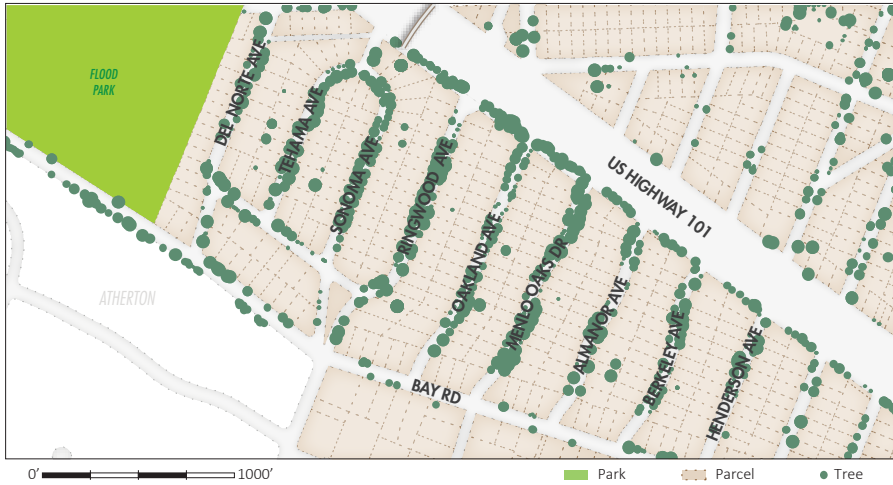 FLOOD
PARK
DEL NORTE AVE
TEHAMA AVE
SONOMA AVE
RINGWOOD AVE
OAKLAND AVE
MENLO OAKS DR
ALMANOR AVE
BERKELEY AVE
HENDERSON AVE
US HIGHWAY 101
ATHERTON
BAY RD
0' 1000' Park Parcel Tree